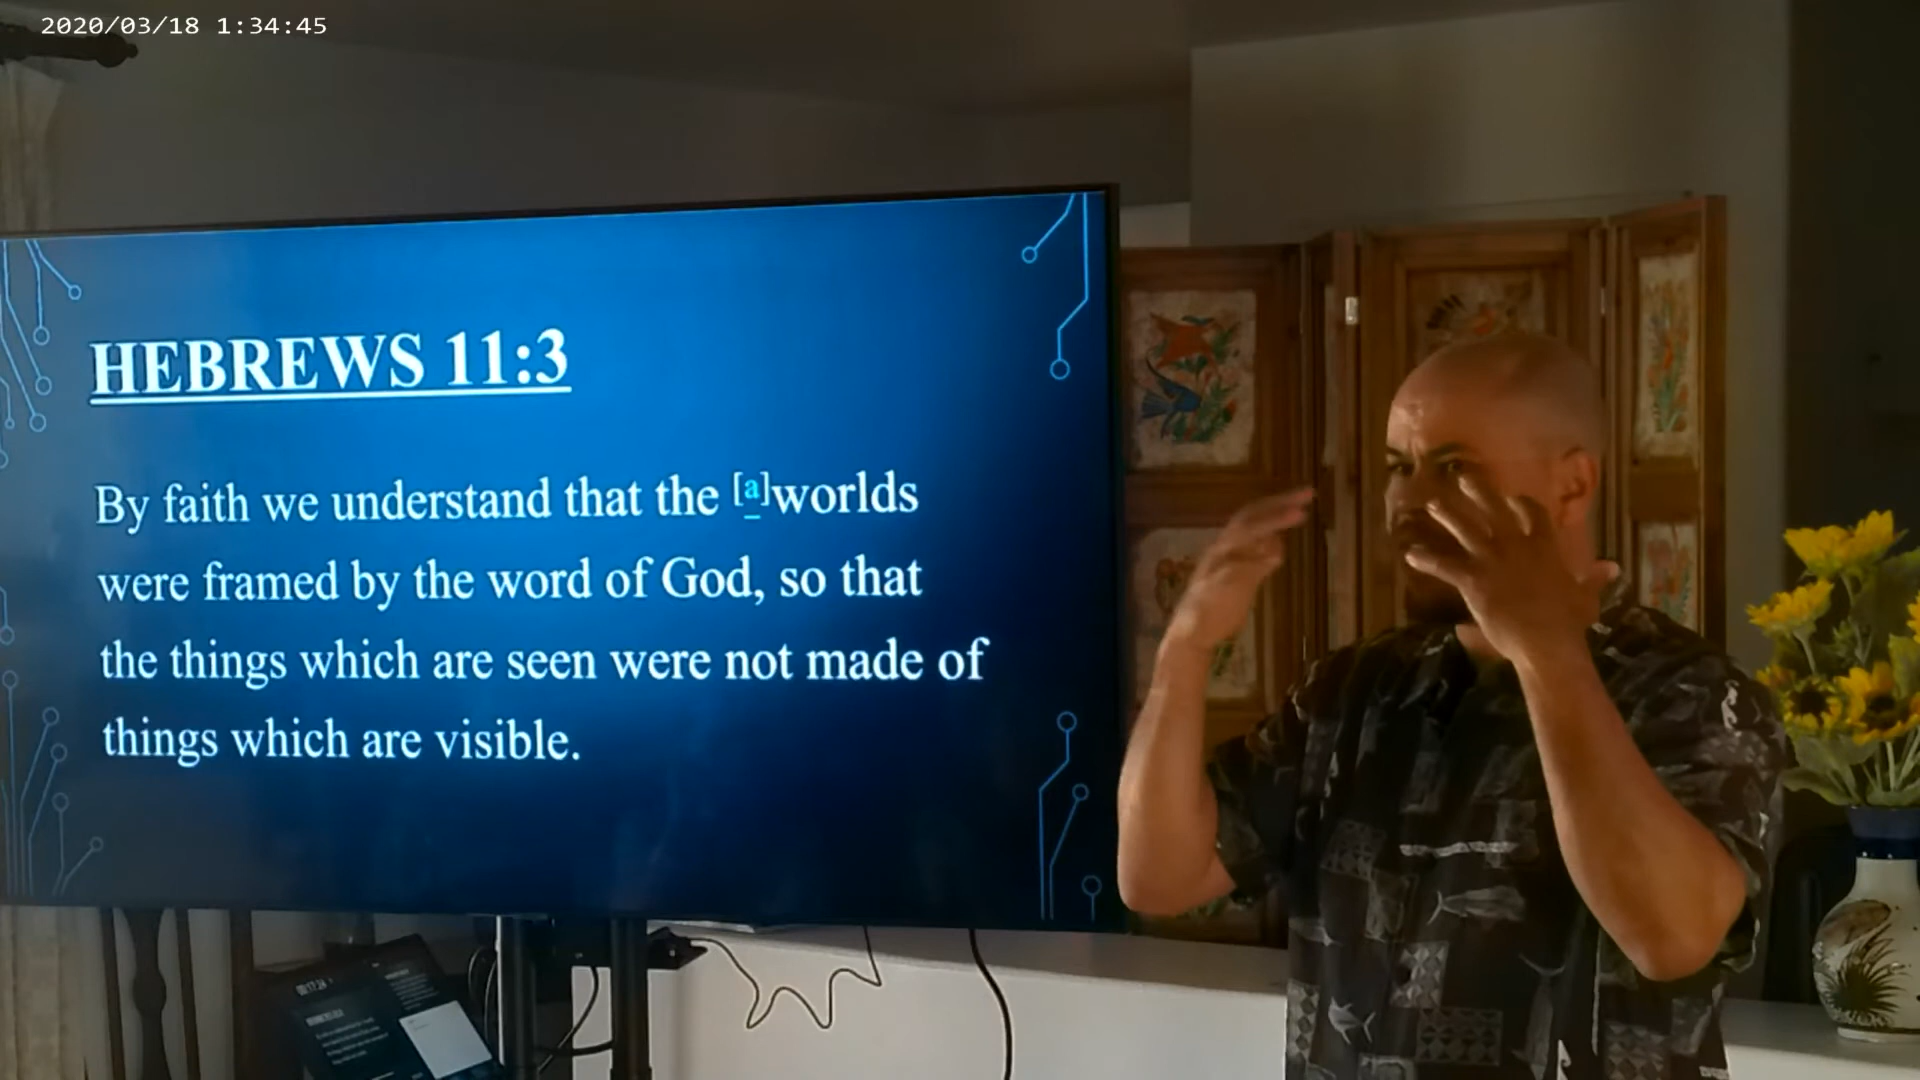 2020/03/18 1:34:45
HEBREWS 11:3
By faith we understand that the [a]worlds
were framed by the word of God, so that
the things which are seen were not made of
things which are visible.